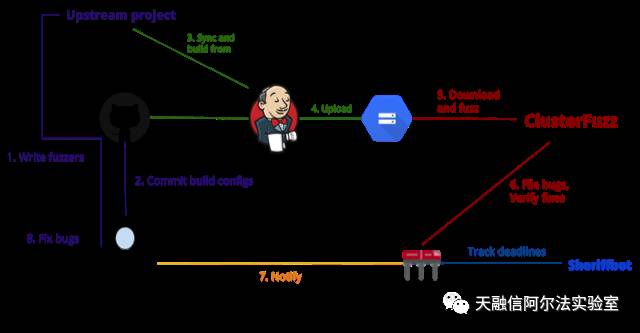 Upstream project
3. Sync and
build from
4. Upload
5. Download
and fuzz
ClusterFuzz
1. Write fuzzers
2. Commit build configs
6. File bugs,
Verify fixes
8. Fix bugs
Track deadlines
Sheriffbot
7. Notify
天融信阿尔法实验室